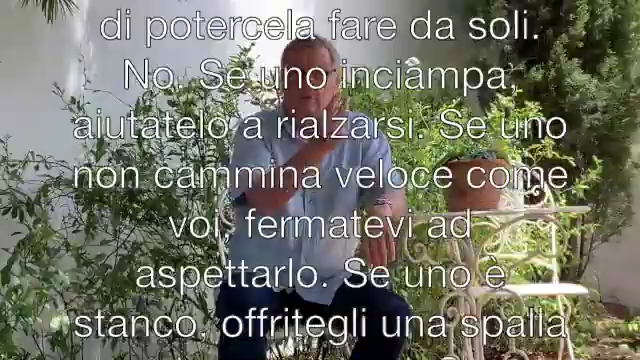 di potercela fare da soli.
No. Se uno inciampa,
aiutatelo a rialzarsi. Se uno
non cammina veloce come
voi, fermatevi ad
aspettarlo. Se uno è
stanco, offritegli una spalla